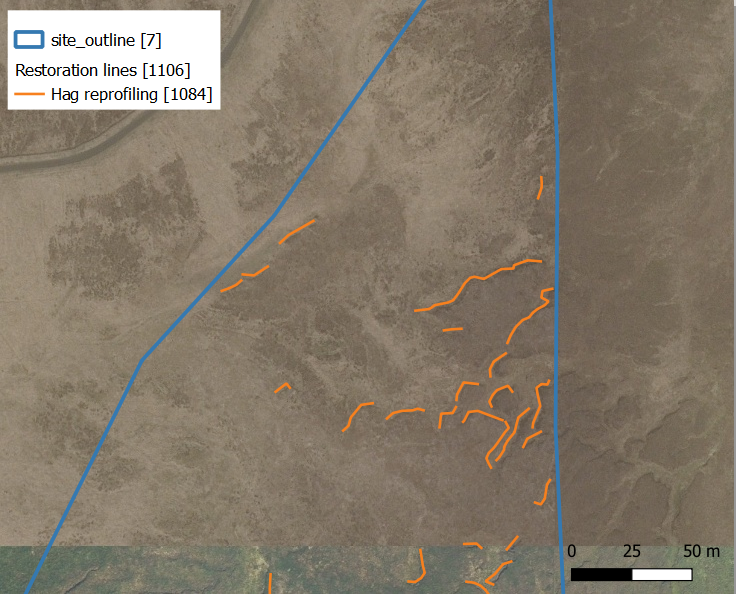 site_outline [7]
Restoration lines [1106]
Hag reprofiling [1084]
0 25 50 m